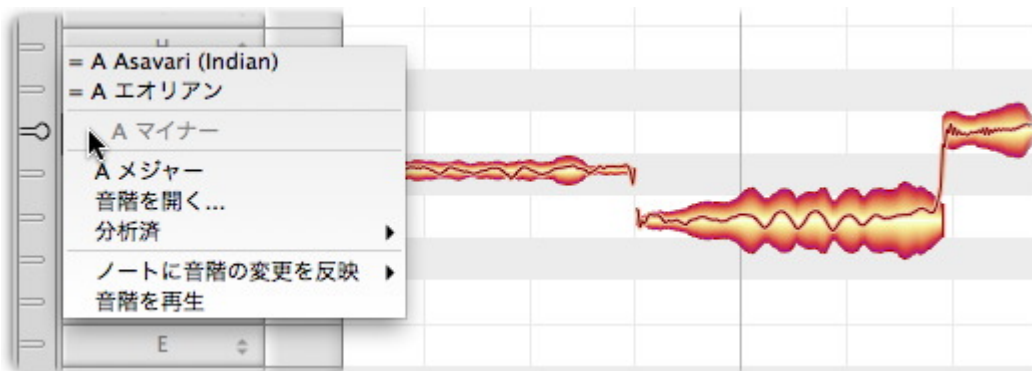 = A Asavari (Indian)
= A エオリアン
A マイナー
A メジャー
音階を開く...
分析済
ノートに音階の変更を反映
音階を再生
E